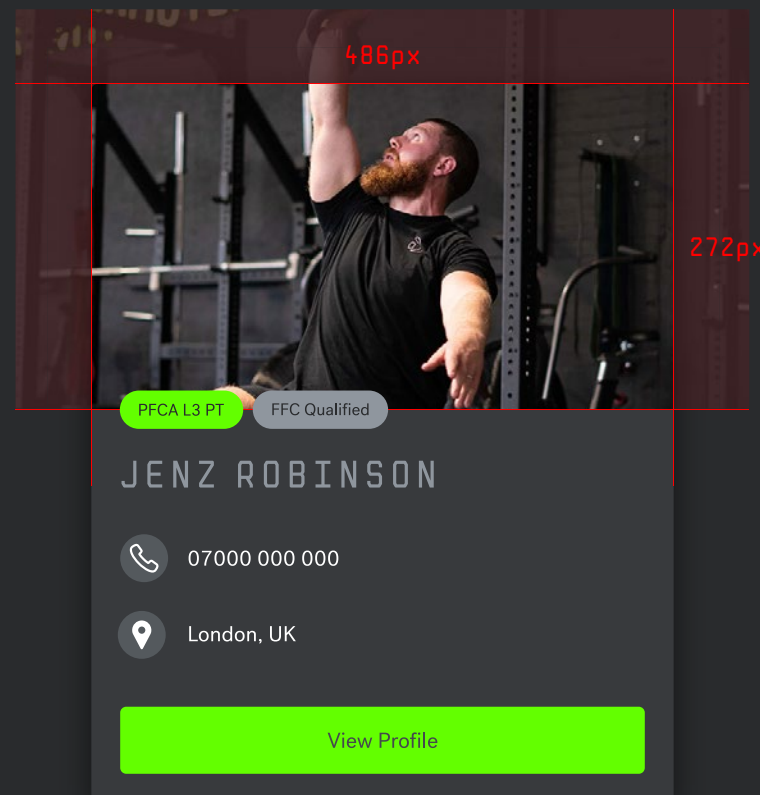 486px
272px
PFCA L3 PT
FFC Qualified
JENZ ROBINSON
07000 000 000
London, UK
View Profile